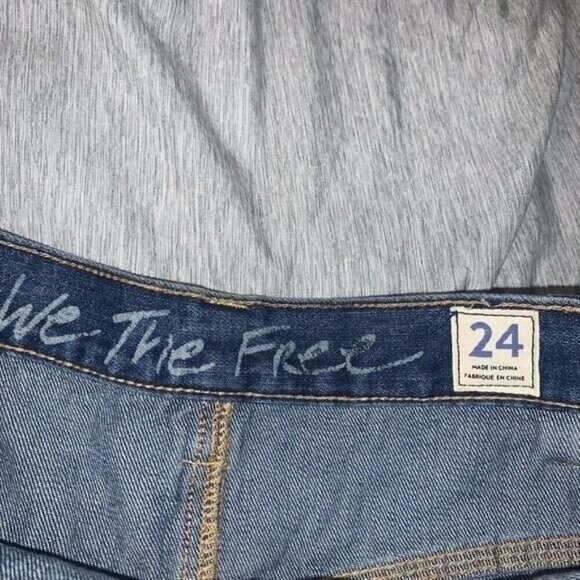 We The Free
24
MADE IN CHINA
FABRIQUÉ EN CHINE